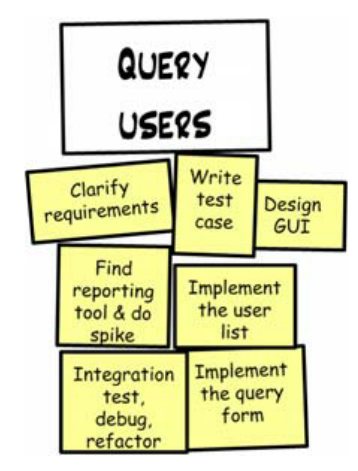 QUERY
USERS
Clarify
requirements
Write
test
case
Design
GUI
Find
reporting
tool & do
spike
Implement
the user
list
Integration
test,
debug,
refactor
Implement
the query
form